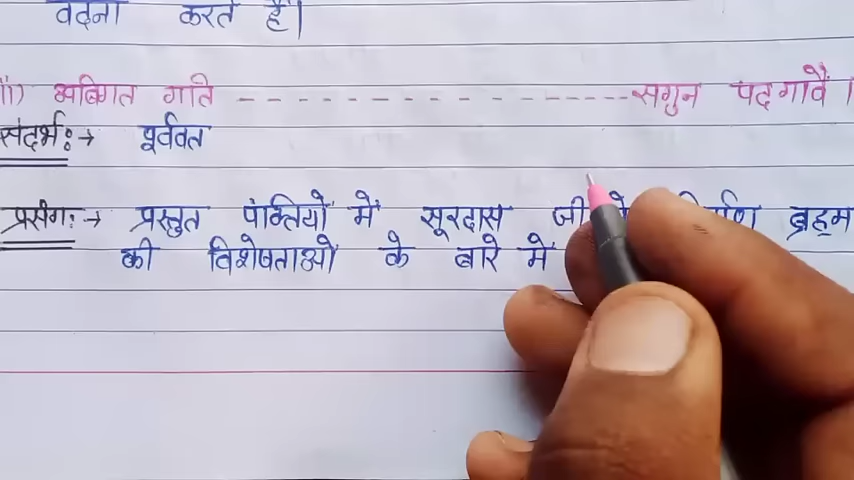 वंदना करते हैं।
ii) अबिगत गति ------------------ सगुन पद गावैं ।
संदर्भः→ पूर्ववत
प्रसंगः→ प्रस्तुत पंक्तियों में सूरदास जी ब्रह्म
की विशेषताओं के बारे में